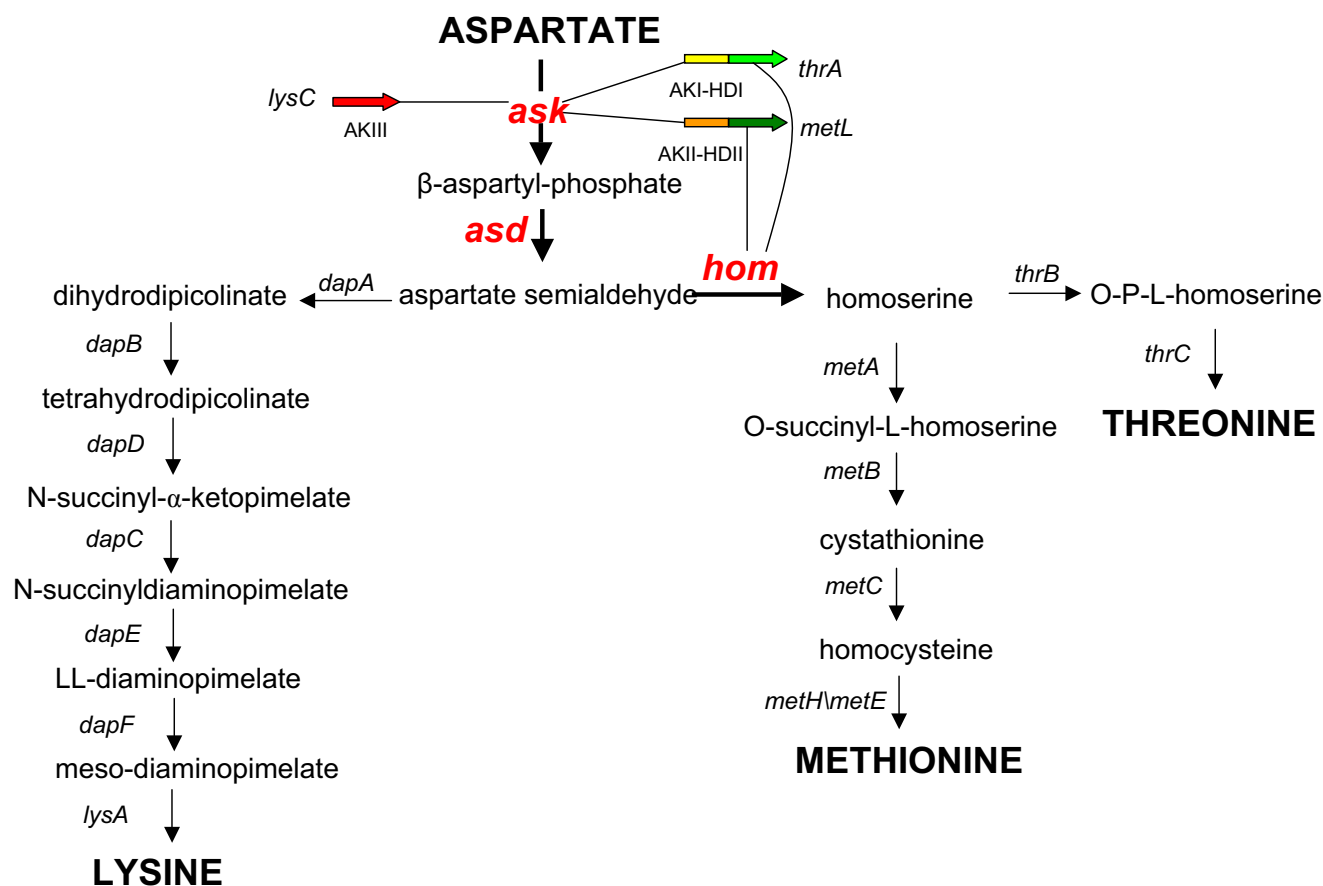 ASPARTATE
lysC
AKIII
ask
AKI-HDI
thrA
AKII-HDII
metL
β-aspartyl-phosphate
asd
hom
dihydrodipicolinate
dapA
aspartate semialdehyde
homoserine
thrB
O-P-L-homoserine
dapB
metA
thrC
tetrahydrodipicolinate
O-succinyl-L-homoserine
THREONINE
dapD
metB
N-succinyl-α-ketopimelate
dapC
cystathionine
N-succinyldiaminopimelate
metC
dapE
homocysteine
LL-diaminopimelate
metH\metE
dapF
METHIONINE
meso-diaminopimelate
lysA
LYSINE